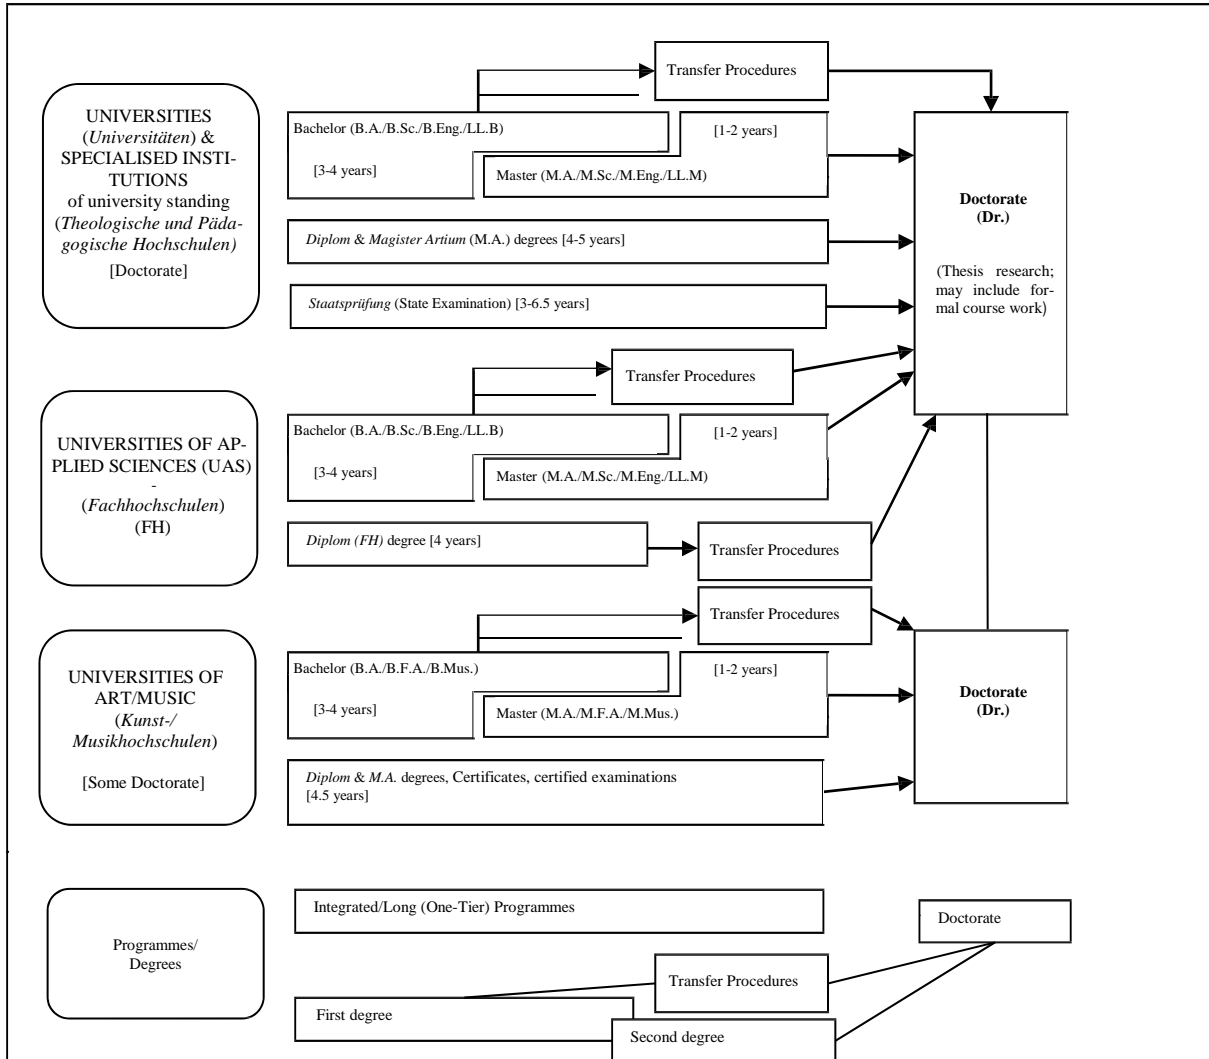 Transfer Procedures
UNIVERSITIES
(Universitäten) &
SPECIALISED INSTI-
TUTIONS
of university standing
(Theologische und Päda-
gogische Hochschulen)
[Doctorate]
Bachelor (B.A./B.Sc./B.Eng./LL.B)
[3-4 years]
[1-2 years]
Master (M.A./M.Sc./M.Eng./LL.M)
Diplom & Magister Artium (M.A.) degrees [4-5 years]
Staatsprüfung (State Examination) [3-6.5 years]
Doctorate
(Dr.)
(Thesis research;
may include for-
mal course work)
Transfer Procedures
UNIVERSITIES OF AP-
PLIED SCIENCES (UAS)
-
(Fachhochschulen)
(FH)
Bachelor (B.A./B.Sc./B.Eng./LL.B)
[3-4 years]
[1-2 years]
Master (M.A./M.Sc./M.Eng./LL.M)
Diplom (FH) degree [4 years]
Transfer Procedures
Transfer Procedures
UNIVERSITIES OF
ART/MUSIC
(Kunst-/
Musikhochschulen)
[Some Doctorate]
Bachelor (B.A./B.F.A./B.Mus.)
[3-4 years]
[1-2 years]
Master (M.A./M.F.A./M.Mus.)
Diplom & M.A. degrees, Certificates, certified examinations
[4.5 years]
Doctorate
(Dr.)
Programmes/
Degrees
Integrated/Long (One-Tier) Programmes
Doctorate
Transfer Procedures
First degree
Second degree